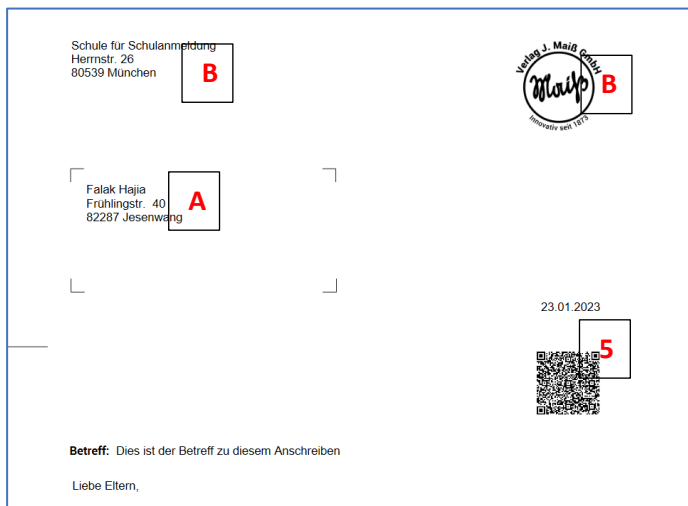 Schule für Schulanmeldung
Herrnstr. 26
80539 München
B
Verlag J. Maiß GmbH
Maiß
Innovativ seit 1873
B
Falak Hajia
Frühlingstr. 40
82287 Jesenwang
A
23.01.2023
5
Betreff: Dies ist der Betreff zu diesem Anschreiben
Liebe Eltern,